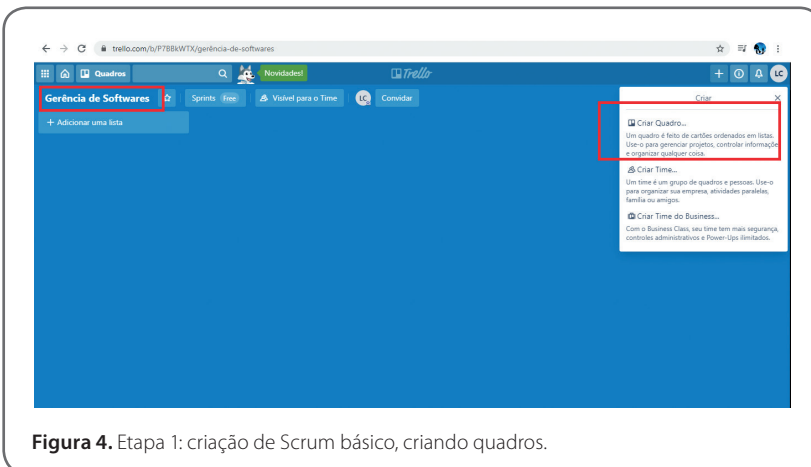 trello.com/b/P7B8kWTX/gerência-de-softwares
Quadros
Novidades!
Trello
LC
Gerência de Softwares
Sprints Free
Visível para o Time
LC
Convidar
+ Adicionar uma lista
Criar
Criar Quadro...
Um quadro é feito de cartões ordenados em listas.
Use-o para gerenciar projetos, controlar informaçõe
e organizar qualquer coisa.
Criar Time...
Um time é um grupo de quadros e pessoas. Use-o
para organizar sua empresa, atividades paralelas,
família ou amigos.
Criar Time do Business...
Com o Business Class, seu time tem mais segurança,
controles administrativos e Power-Ups ilimitados.
Figura 4. Etapa 1: criação de Scrum básico, criando quadros.